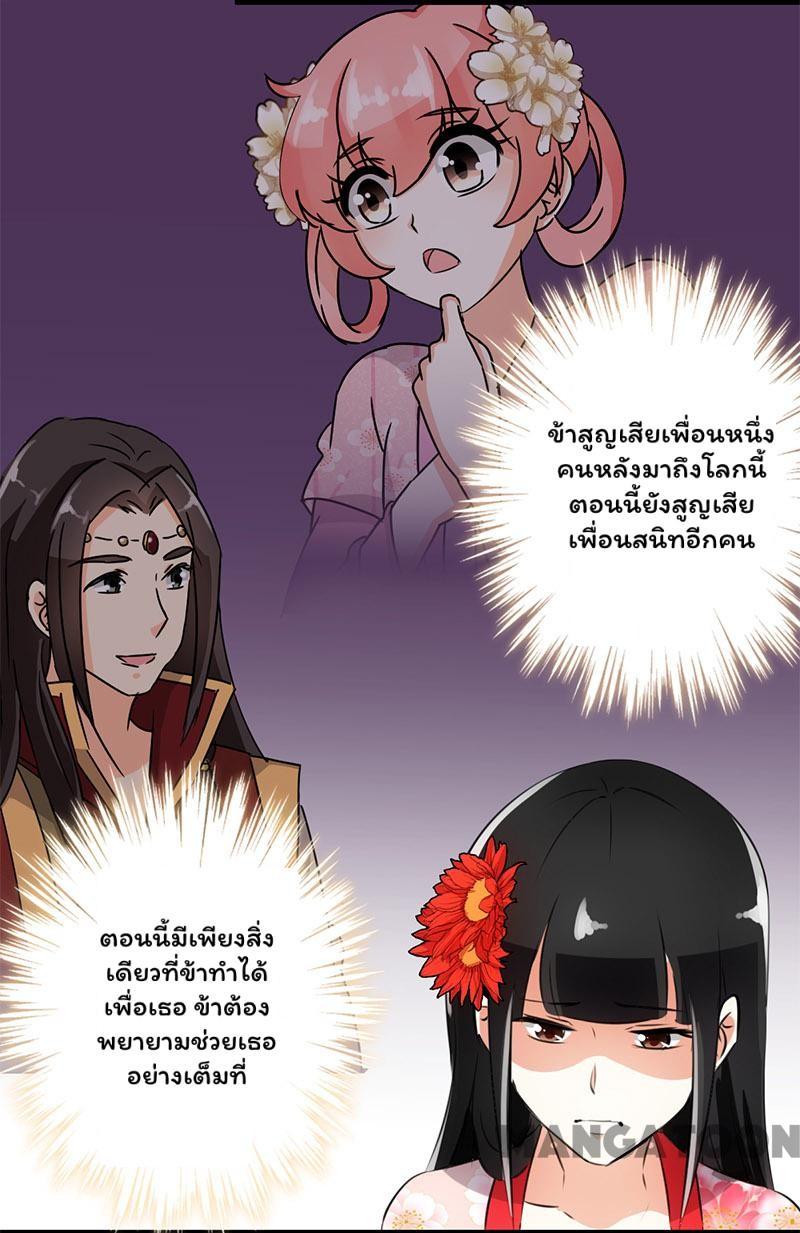 ข้าสูญเสียเพื่อนหนึ่ง
คนหลังมาถึงโลกนี้
ตอนนี้ยังสูญเสีย
เพื่อนสนิทอีกคน
ตอนนี้มีเพียงสิ่ง
เดียวที่ข้าทำได้
เพื่อเธอ ข้าต้อง
พยายามช่วยเธอ
อย่างเต็มที่
MANGATOON